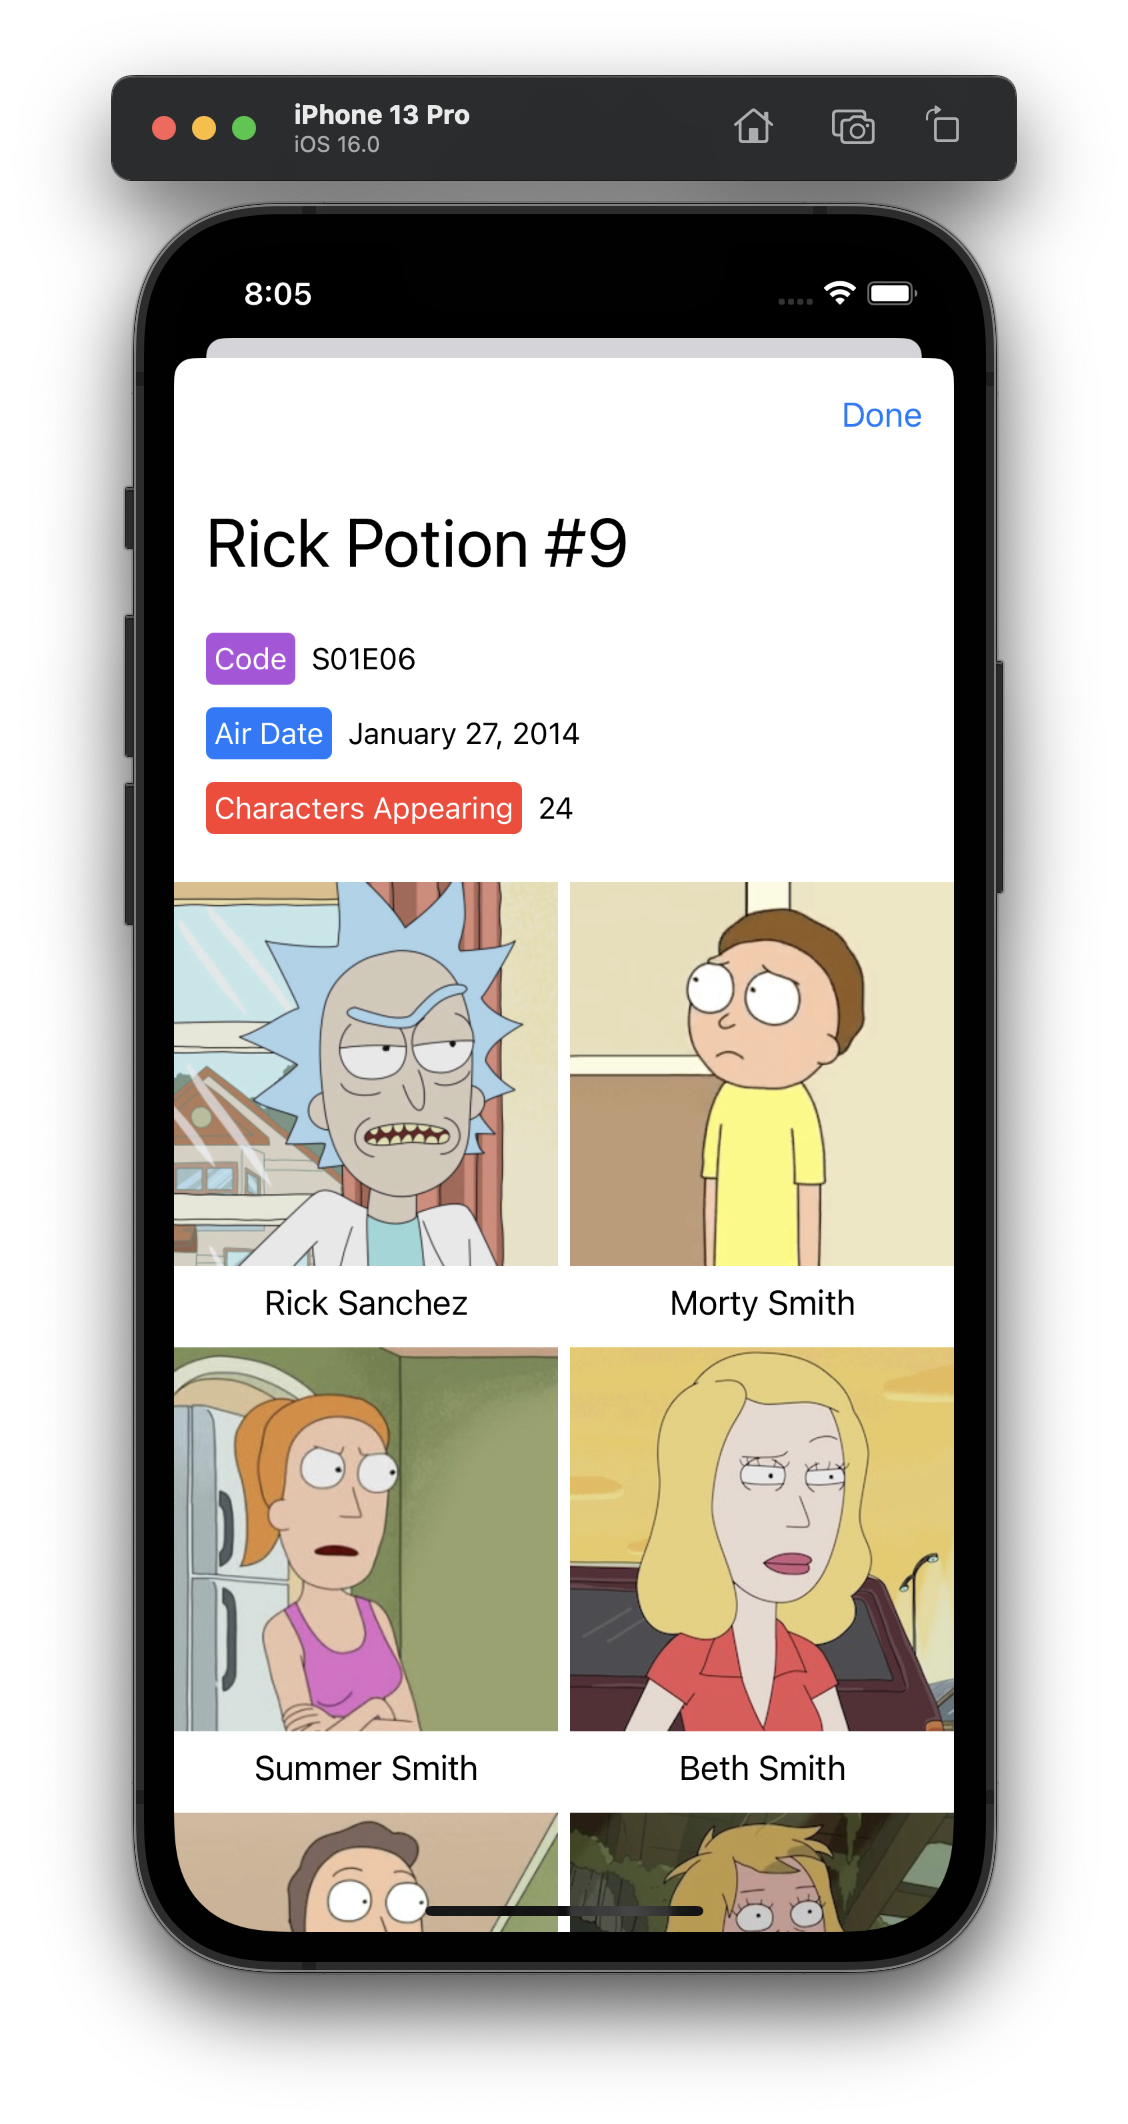 iPhone 13 Pro
iOS 16.0
8:05
Done
Rick Potion #9
Code S01E06
Air Date January 27, 2014
Characters Appearing 24
Rick Sanchez Morty Smith
Summer Smith Beth Smith